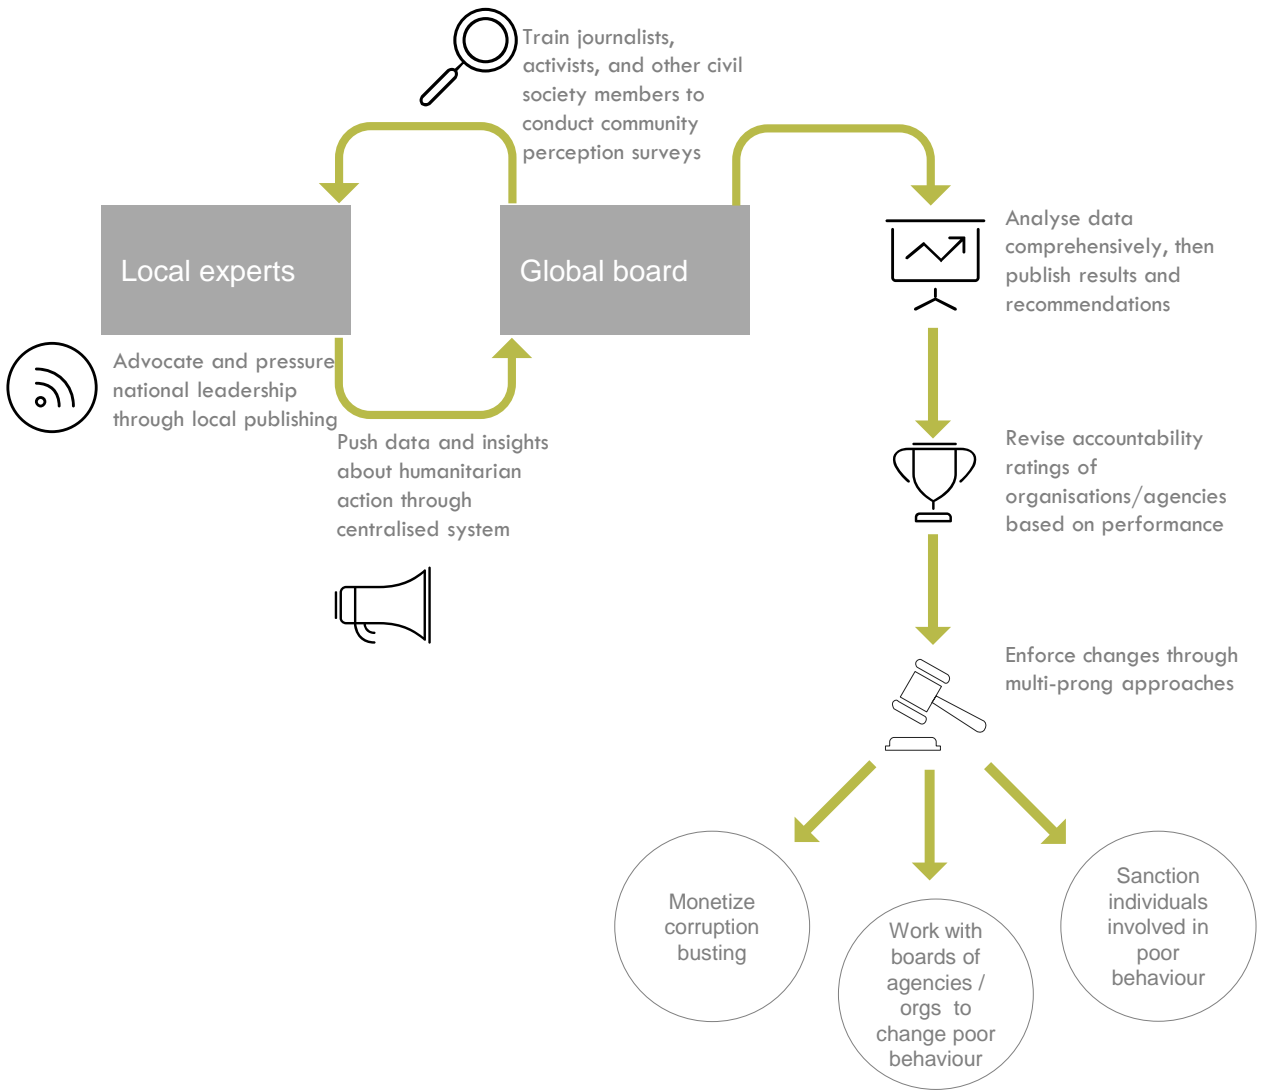 Train journalists,
activists, and other civil
society members to
conduct community
perception surveys
Local experts
Global board
Analyse data
comprehensively, then
publish results and
recommendations
Advocate and pressure
national leadership
through local publishing
Push data and insights
about humanitarian
action through
centralised system
Revise accountability
ratings of
organisations/agencies
based on performance
Enforce changes through
multi-prong approaches
Monetize
corruption
busting
Work with
boards of
agencies /
orgs to
change poor
behaviour
Sanction
individuals
involved in
poor
behaviour